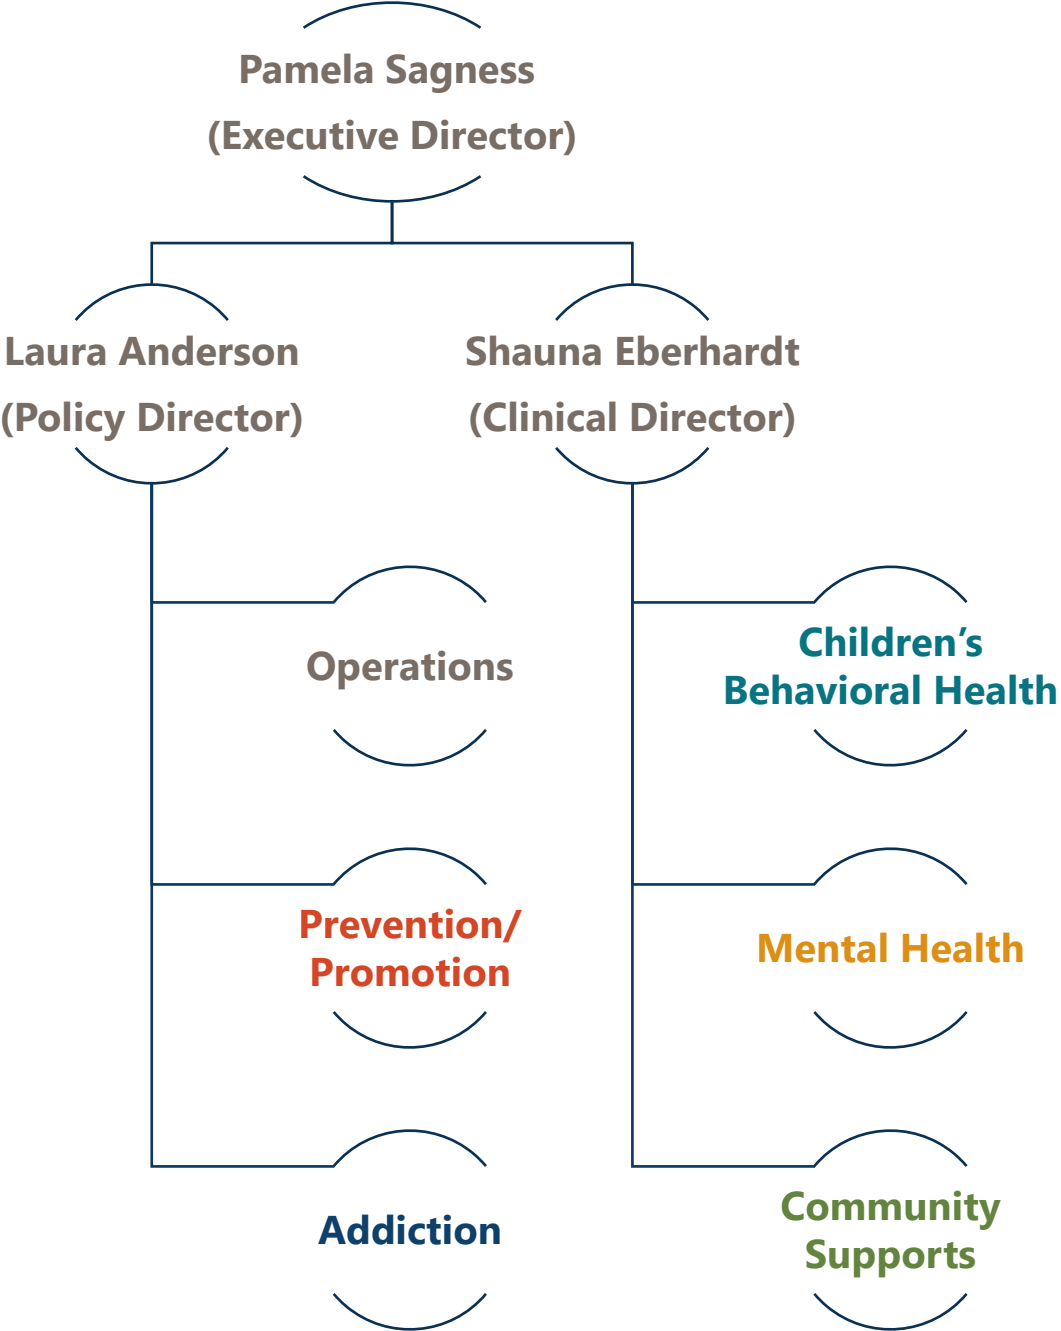 Pamela Sagness
(Executive Director)
Laura Anderson
(Policy Director)
Shauna Eberhardt
(Clinical Director)
Operations
Prevention/
Promotion
Addiction
Children’s
Behavioral Health
Mental Health
Community
Supports